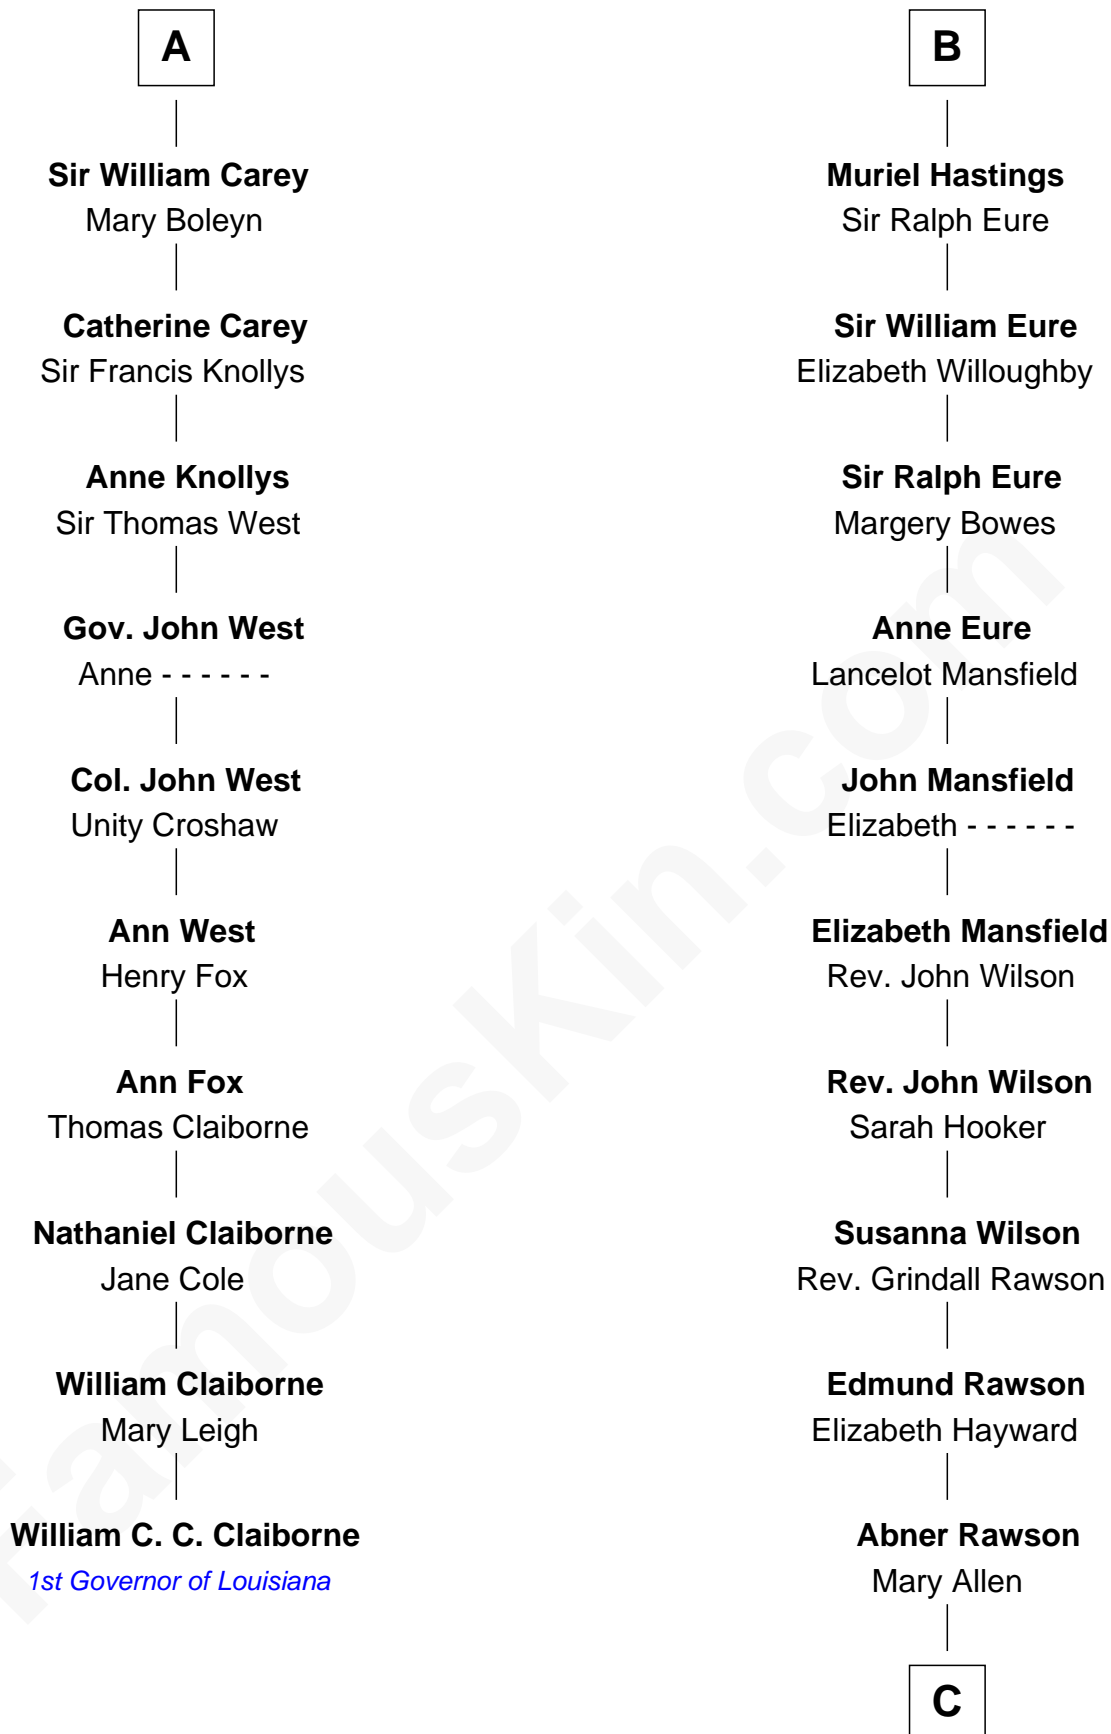 A
Sir William Carey
Mary Boleyn
Catherine Carey
Sir Francis Knollys
Anne Knollys
Sir Thomas West
Gov. John West
Anne - - - - - -
Col. John West
Unity Croshaw
Ann West
Henry Fox
Ann Fox
Thomas Claiborne
Nathaniel Claiborne
Jane Cole
William Claiborne
Mary Leigh
William C. C. Claiborne
1st Governor of Louisiana
B
Muriel Hastings
Sir Ralph Eure
Sir William Eure
Elizabeth Willoughby
Sir Ralph Eure
Margery Bowes
Anne Eure
Lancelot Mansfield
John Mansfield
Elizabeth - - - - - -
Elizabeth Mansfield
Rev. John Wilson
Rev. John Wilson
Sarah Hooker
Susanna Wilson
Rev. Grindall Rawson
Edmund Rawson
Elizabeth Hayward
Abner Rawson
Mary Allen
C
FamousKin.com